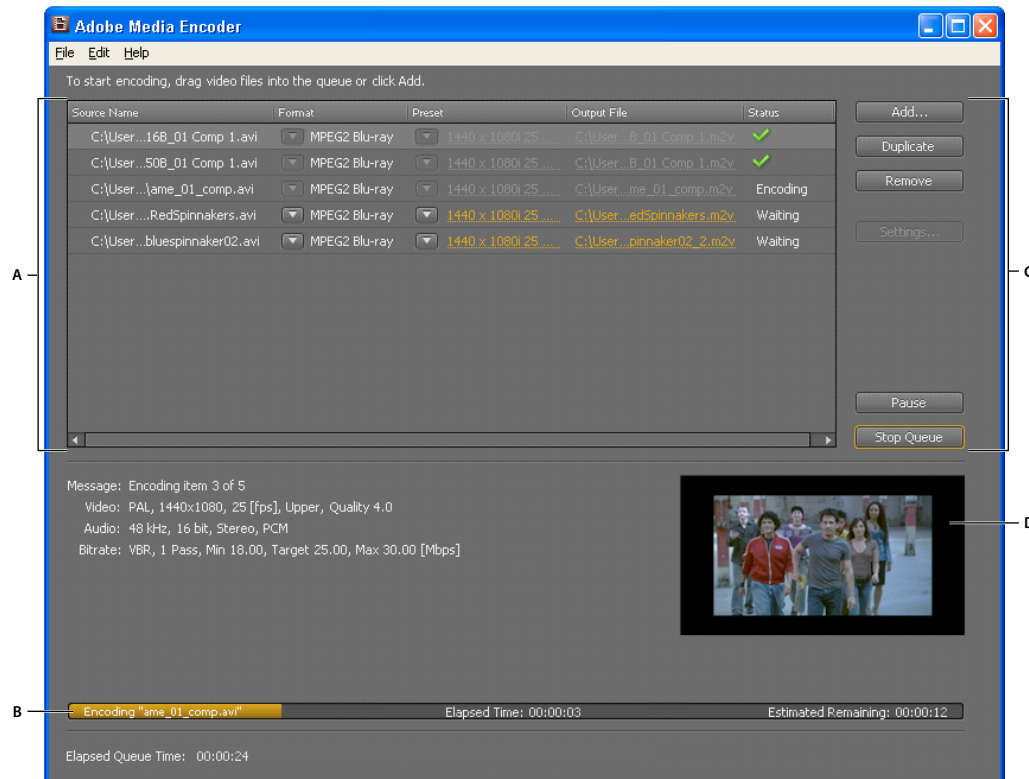 Adobe Media Encoder
File Edit Help
To start encoding, drag video files into the queue or click Add.
Source Name Format Preset Output File Status
C:\User...16B_01 Comp 1.avi MPEG2 Blu-ray 1440 x 1080i 25 ... C:\User...B_01 Comp 1.m2v
C:\User...50B_01 Comp 1.avi MPEG2 Blu-ray 1440 x 1080i 25 ... C:\User...B_01 Comp 1.m2v
C:\User...\ame_01_comp.avi MPEG2 Blu-ray 1440 x 1080i 25 ... C:\User...me_01_comp.m2v Encoding
C:\User....RedSpinnakers.avi MPEG2 Blu-ray 1440 x 1080i 25 ... C:\User...edSpinnakers.m2v Waiting
C:\User...bluespinnaker02.avi MPEG2 Blu-ray 1440 x 1080i 25 ... C:\User...pinnaker02_2.m2v Waiting
Add...
Duplicate
Remove
Settings...
A
C
Pause
Stop Queue
Message: Encoding item 3 of 5
Video: PAL, 1440x1080, 25 [fps], Upper, Quality 4.0
Audio: 48 kHz, 16 bit, Stereo, PCM
Bitrate: VBR, 1 Pass, Min 18.00, Target 25.00, Max 30.00 [Mbps]
D
B
Encoding "ame_01_comp.avi" Elapsed Time: 00:00:03 Estimated Remaining: 00:00:12
Elapsed Queue Time: 00:00:24